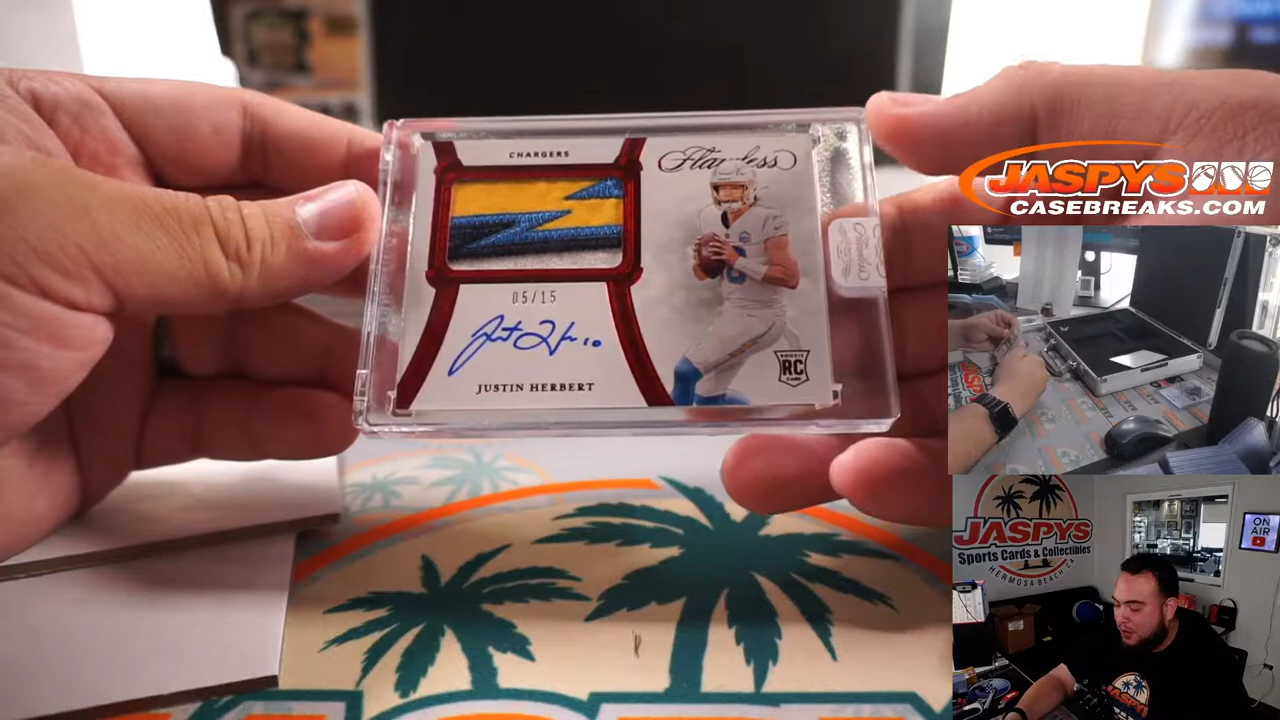 CHARGERS
Flawless
05/15
JUSTIN HERBERT
ROOKIE
RC
CARD
JASPYS
CASEBREAKS.COM
JASPYS
Sports Cards & Collectibles
HERMOSA BEACH CA
ON
AIR
JASPYS